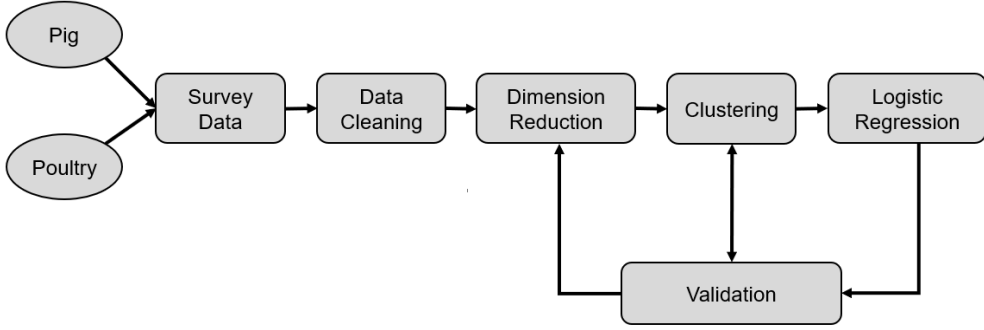 Pig
Poultry
Survey
Data
Data
Cleaning
Dimension
Reduction
Clustering
Logistic
Regression
Validation